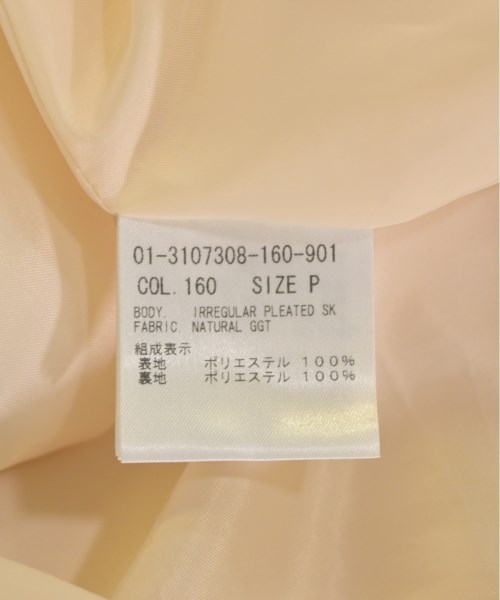 01-3107308-160-901
COL. 160 SIZE P
BODY. IRREGULAR PLEATED SK
FABRIC. NATURAL GGT
組成表示
表地 ポリエステル 100%
裏地 ポリエステル 100%